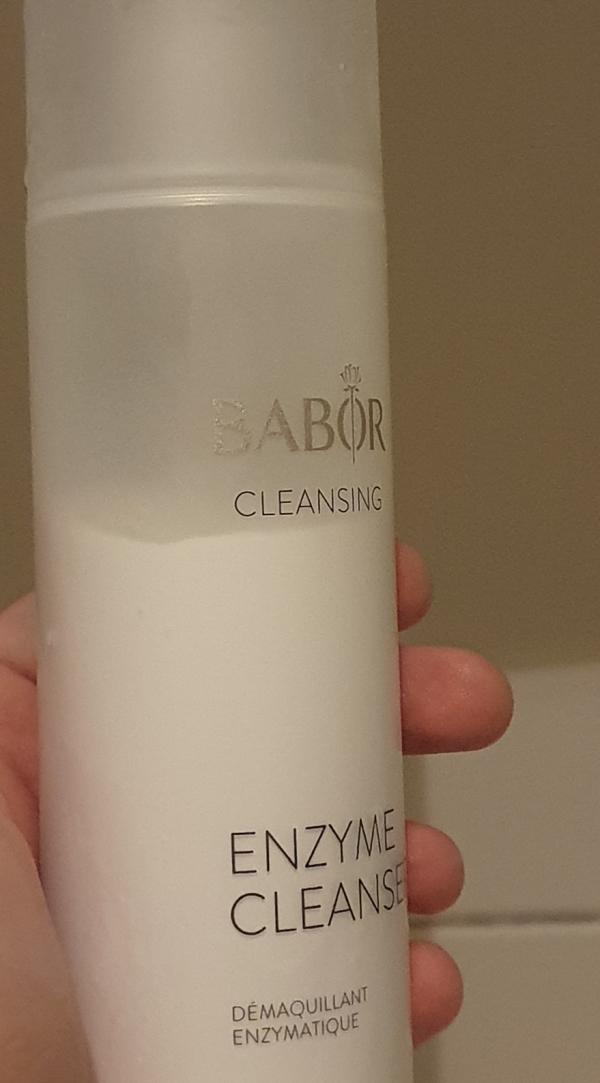 BABOR
CLEANSING
ENZYME
CLEANSE
DÉMAQUILLANT
ENZYMATIQUE